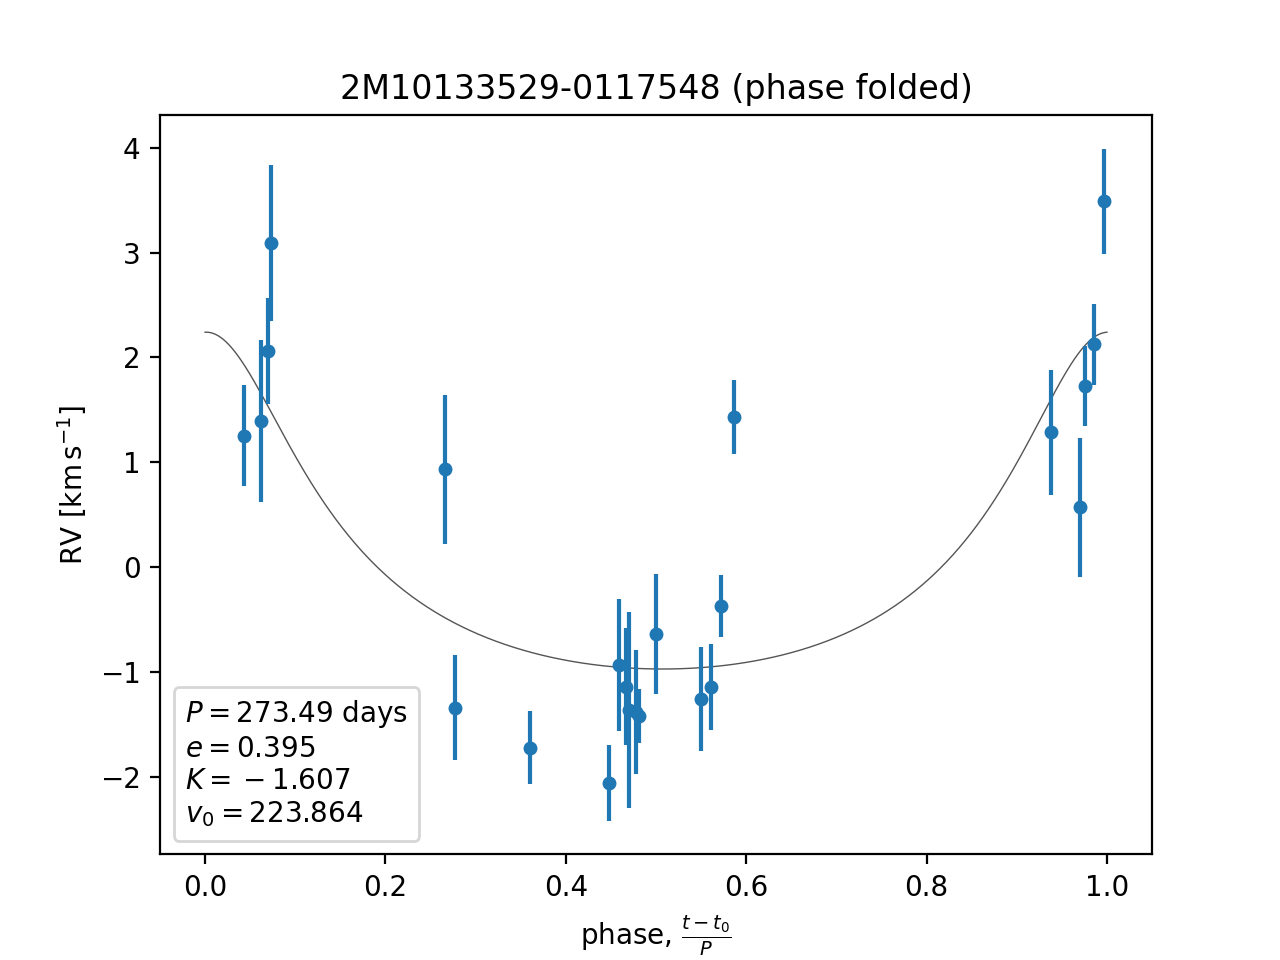 2M10133529-0117548 (phase folded)
4
3
2
1
0
−1
−2
RV [km s⁻¹]
P = 273.49 days
e = 0.395
K = −1.607
v₀ = 223.864
0.0 0.2 0.4 0.6 0.8 1.0
phase, (t − t₀)/P